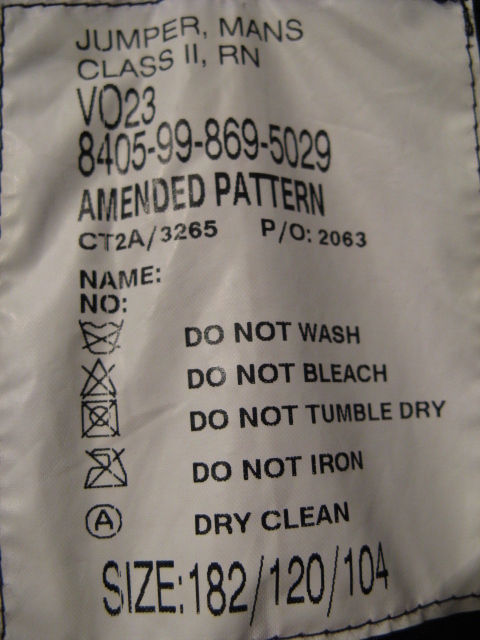 JUMPER, MANS
CLASS II, RN
VO23
8405-99-869-5029
AMENDED PATTERN
CT2A/3265 P/O: 2063
NAME:
NO:
DO NOT WASH
DO NOT BLEACH
DO NOT TUMBLE DRY
DO NOT IRON
A DRY CLEAN
SIZE:182/120/104